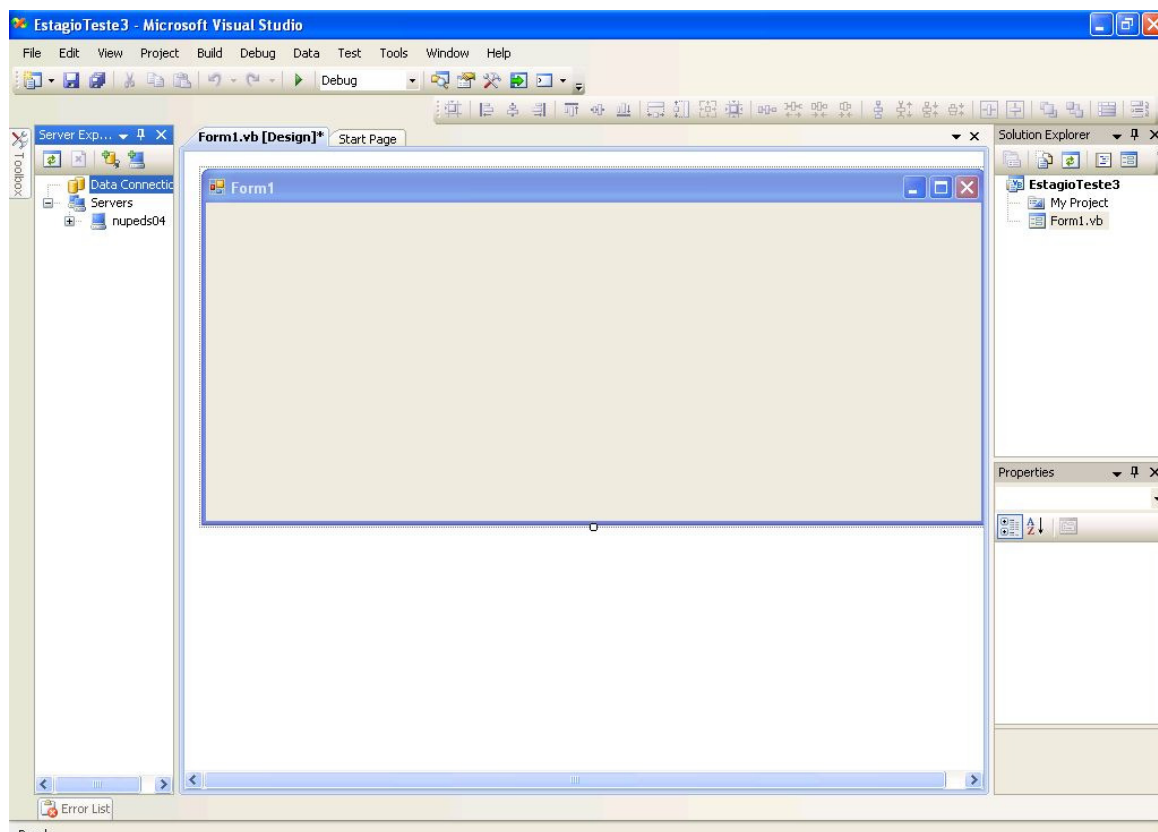 EstagioTeste3 - Microsoft Visual Studio
File Edit View Project Build Debug Data Test Tools Window Help
Debug
Server Exp...
Form1.vb [Design]*
Start Page
Solution Explorer
Toolbox
Data Connectic
Servers
nupeds04
Form1
EstagioTeste3
My Project
Form1.vb
Properties
Error List